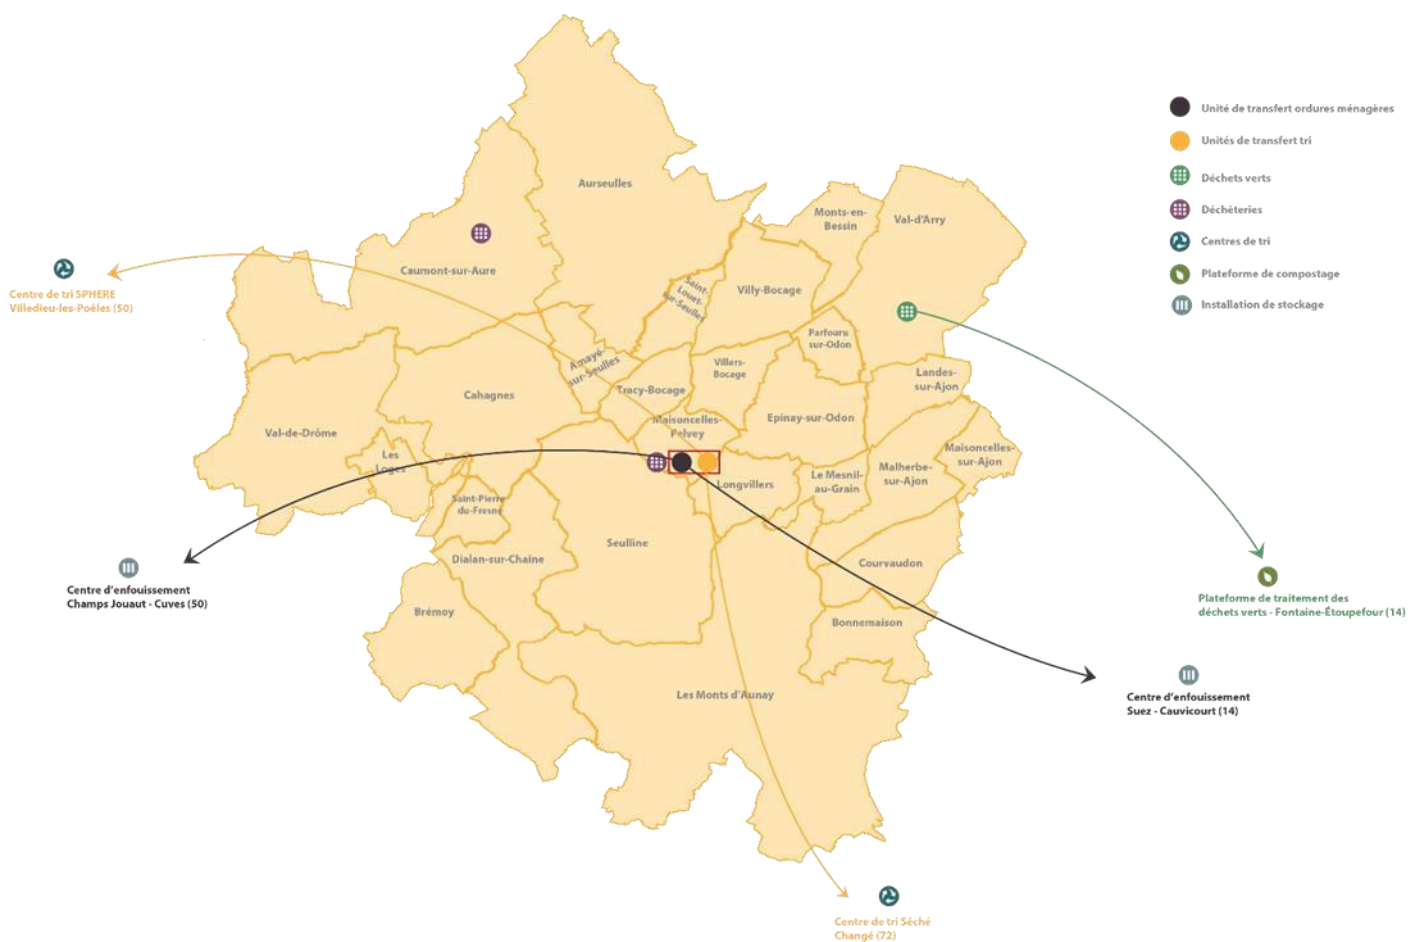 Unité de transfert ordures ménagères
Unités de transfert tri
Déchets verts
Déchèteries
Centres de tri
Plateforme de compostage
Installation de stockage
Aurseulles
Monts-en-
Bessin
Val-d'Arry
Caumont-sur-Aure
Centre de tri SPHERE
Villedieu-les-Poêles (50)
Saint-
Louet-
sur-Seulles
Villy-Bocage
Parfouru
sur-Odon
Amayé-
sur-Seulles
Villers-
Bocage
Landes-
sur-Ajon
Tracy-Bocage
Cahagnes
Val-de-Drôme
Maisoncelles-
Pelvey
Epinay-sur-Odon
Maisoncelles-
sur-Ajon
Les
Loges
Longvillers
Le Mesnil-
au-Grain
Malherbe-
sur-Ajon
Saint-Pierre
du-Fresne
Seulline
Dialan-sur-Chaîne
Courvaudon
Centre d'enfouissement
Champs Jouaut - Cuves (50)
Plateforme de traitement des
déchets verts - Fontaine-Étoupefour (14)
Brémoy
Bonnemaison
Les Monts d'Aunay
Centre d'enfouissement
Suez - Cauvicourt (14)
Centre de tri Séché
Changé (72)